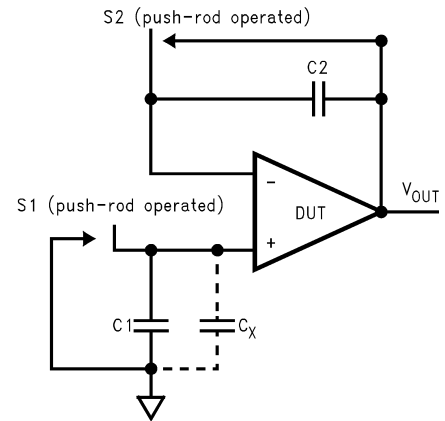 S2 (push-rod operated)
C2
-
VOUT
DUT
S1 (push-rod operated)
+
C1
CX